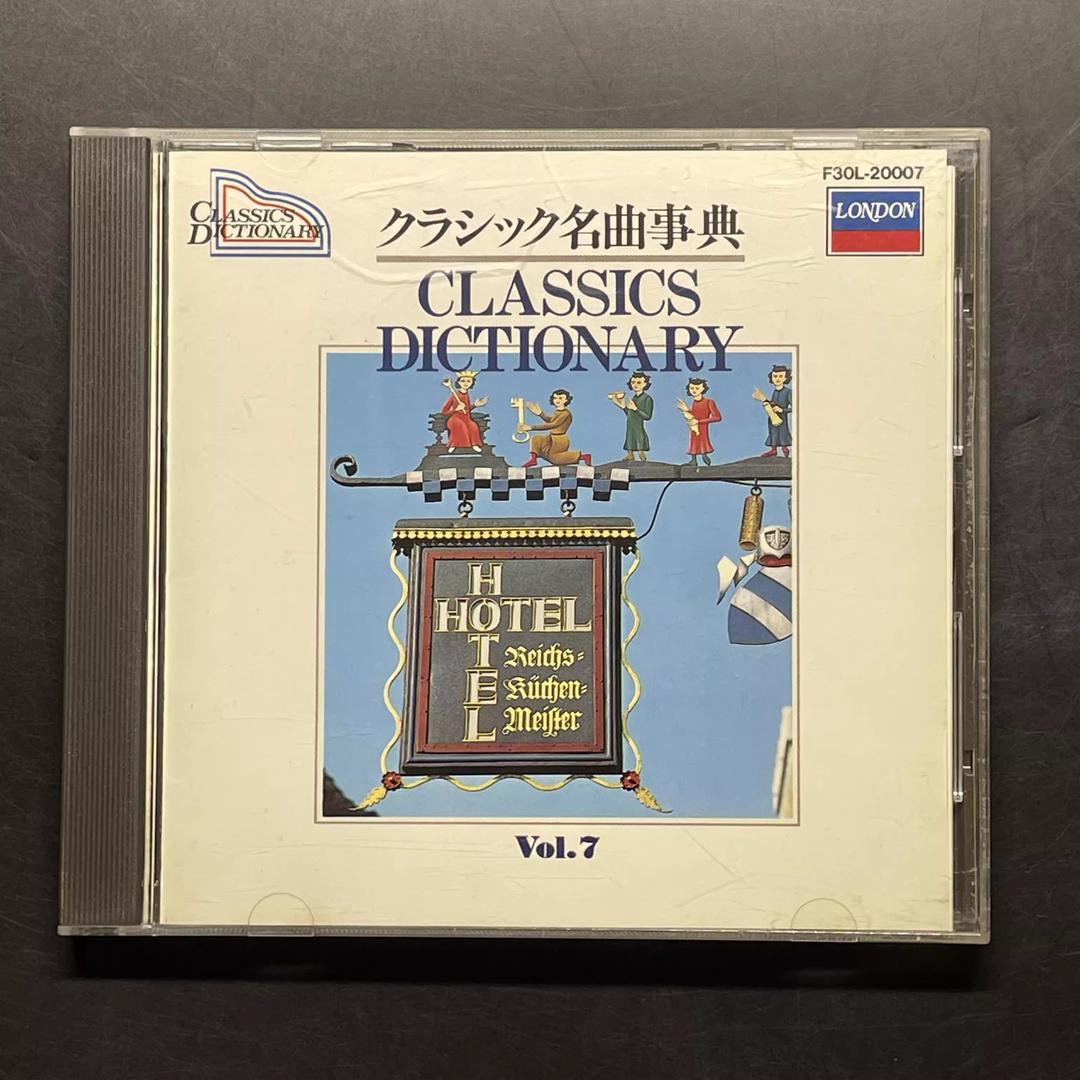 F30L-20007
CLASSICS
DICTIONARY
クラシック名曲事典
LONDON
CLASSICS
DICTIONARY
HOTEL
HOTEL
Reichs-
Küchen-
Meiſter
Vol.7